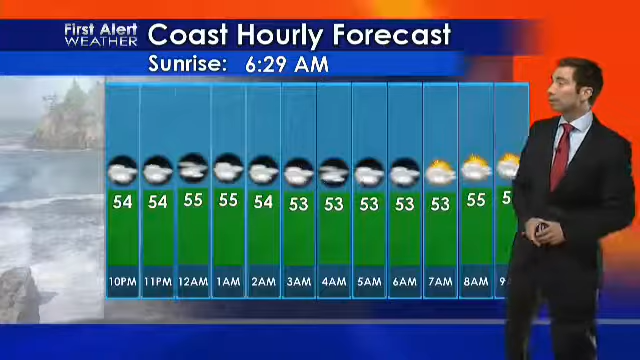 First Alert
WEATHER
Coast Hourly Forecast
Sunrise: 6:29 AM
54 54 55 55 54 53 53 53 53 53 55
10PM 11PM 12AM 1AM 2AM 3AM 4AM 5AM 6AM 7AM 8AM